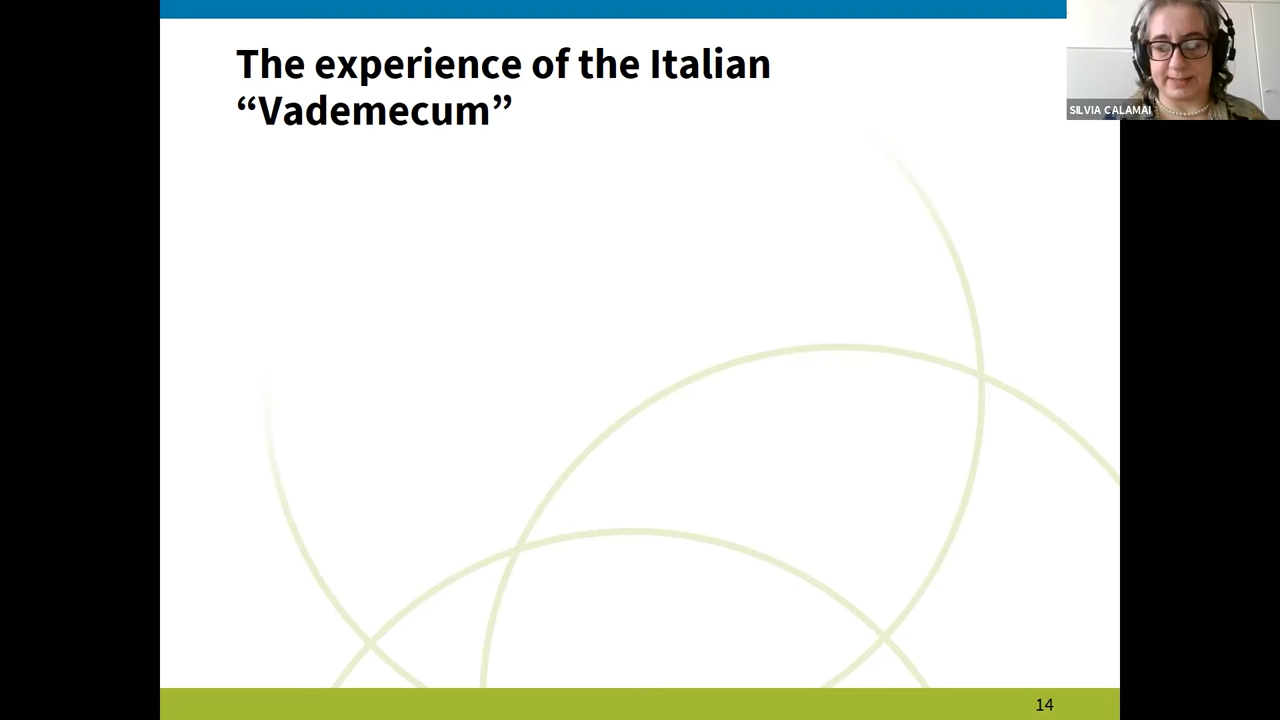 The experience of the Italian
“Vademecum”
SILVIA CALAMAI
14